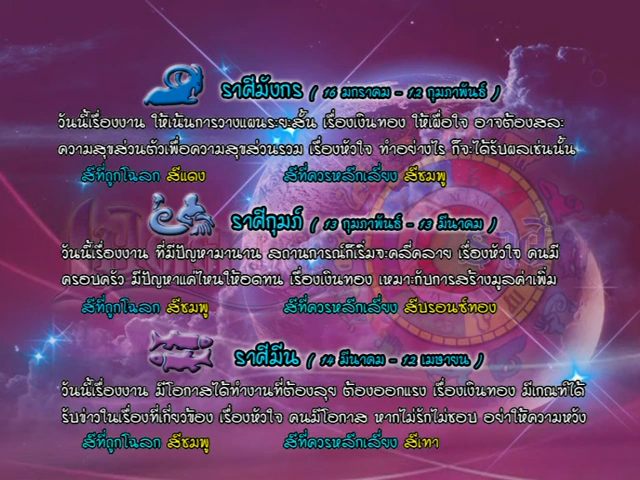 ราศีมังกร ( 16 มกราคม - 12 กุมภาพันธ์ )
วันนี้เรื่องงาน ให้เน้นการวางแผนระยะสั้น เรื่องเงินทอง ให้เผื่อใจ อาจต้องสละ
ความสุขส่วนตัวเพื่อความสุขส่วนรวม เรื่องหัวใจ ทำอย่างไร ก็จะได้รับผลเช่นนั้น
สีที่ถูกโฉลก สีแดง สีที่ควรหลีกเลี่ยง สีชมพู
ราศีกุมภ์ ( 13 กุมภาพันธ์ - 13 มีนาคม )
วันนี้เรื่องงาน ที่มีปัญหามานาน สถานการณ์ก็เริ่มจะคลี่คลาย เรื่องหัวใจ คนมี
ครอบครัว มีปัญหาแค่ไหนให้อดทน เรื่องเงินทอง เหมาะกับการสร้างมูลค่าเพิ่ม
สีที่ถูกโฉลก สีชมพู สีที่ควรหลีกเลี่ยง สีบรอนซ์ทอง
ราศีมีน ( 14 มีนาคม - 12 เมษายน )
วันนี้เรื่องงาน มีโอกาสได้ทำงานที่ต้องลุย ต้องออกแรง เรื่องเงินทอง มีเกณฑ์ได้
รับข่าวในเรื่องที่เกี่ยวข้อง เรื่องหัวใจ คนมีโอกาส หากไม่รักไม่ชอบ อย่าให้ความหวัง
สีที่ถูกโฉลก สีชมพู สีที่ควรหลีกเลี่ยง สีเทา